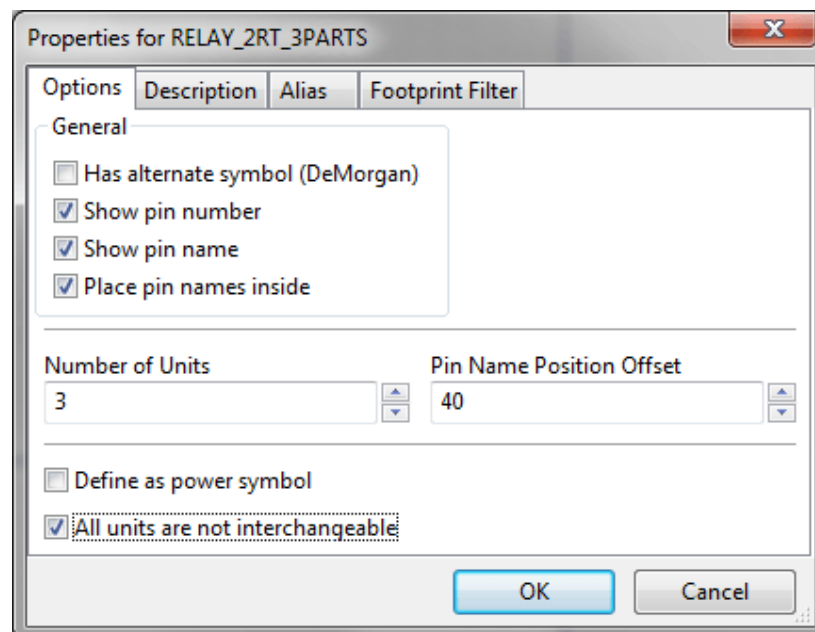 Properties for RELAY_2RT_3PARTS
Options Description Alias Footprint Filter
General
Has alternate symbol (DeMorgan)
Show pin number
Show pin name
Place pin names inside
Number of Units Pin Name Position Offset
3 40
Define as power symbol
All units are not interchangeable
OK Cancel